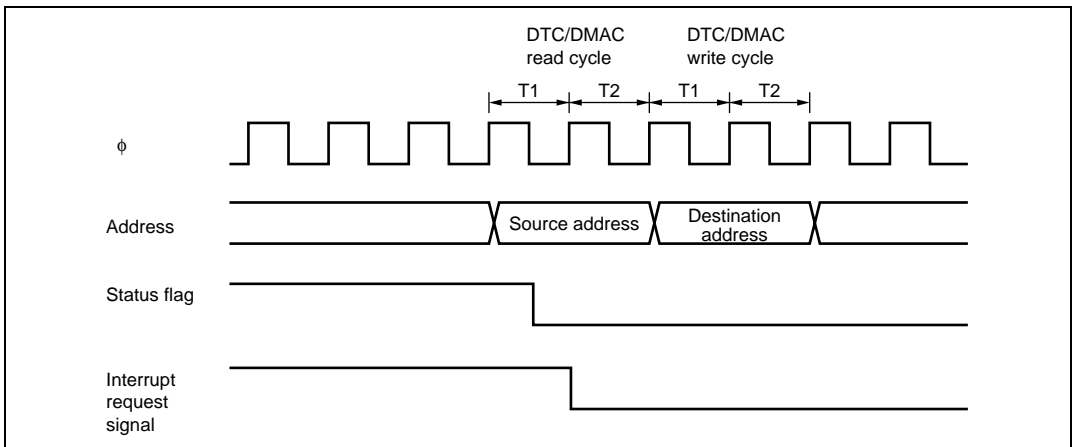 DTC/DMAC DTC/DMAC
read cycle write cycle
T1 T2 T1 T2
ϕ
Address
Source address
Destination
address
Status flag
Interrupt
request
signal